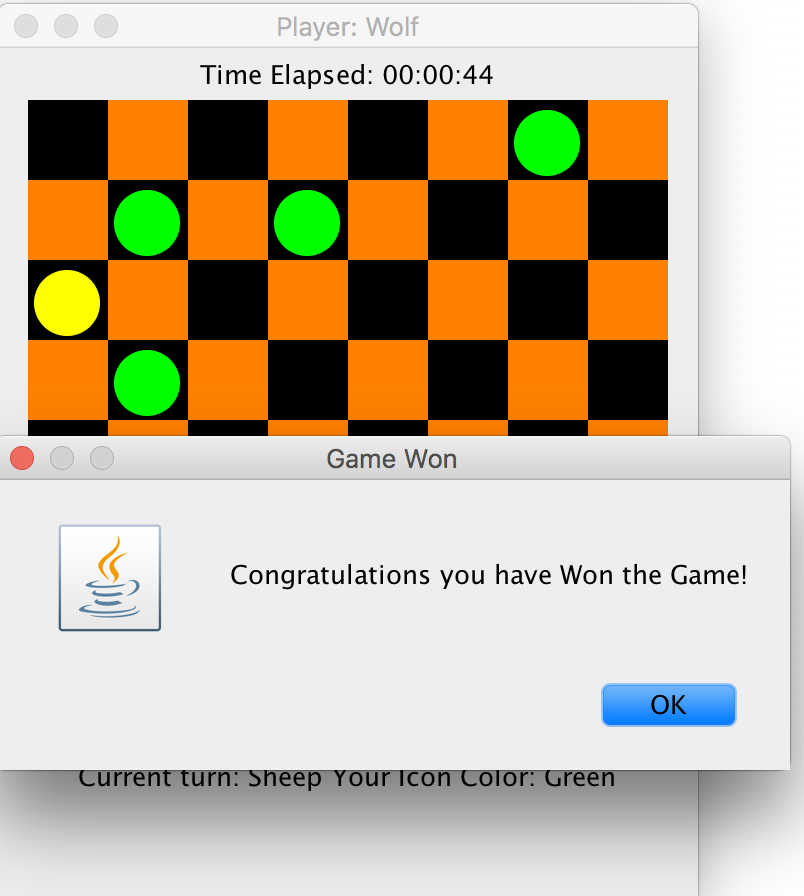 Player: Wolf
Time Elapsed: 00:00:44
Game Won
Congratulations you have Won the Game!
OK
Current turn: Sheep Your Icon Color: Green